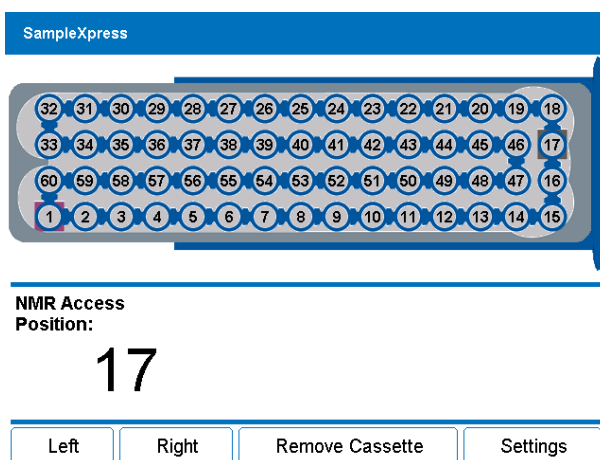 SampleXpress
32 31 30 29 28 27 26 25 24 23 22 21 20 19 18
33 34 35 36 37 38 39 40 41 42 43 44 45 46 17
60 59 58 57 56 55 54 53 52 51 50 49 48 47 16
1 2 3 4 5 6 7 8 9 10 11 12 13 14 15
NMR Access
Position:
17
Left Right Remove Cassette Settings